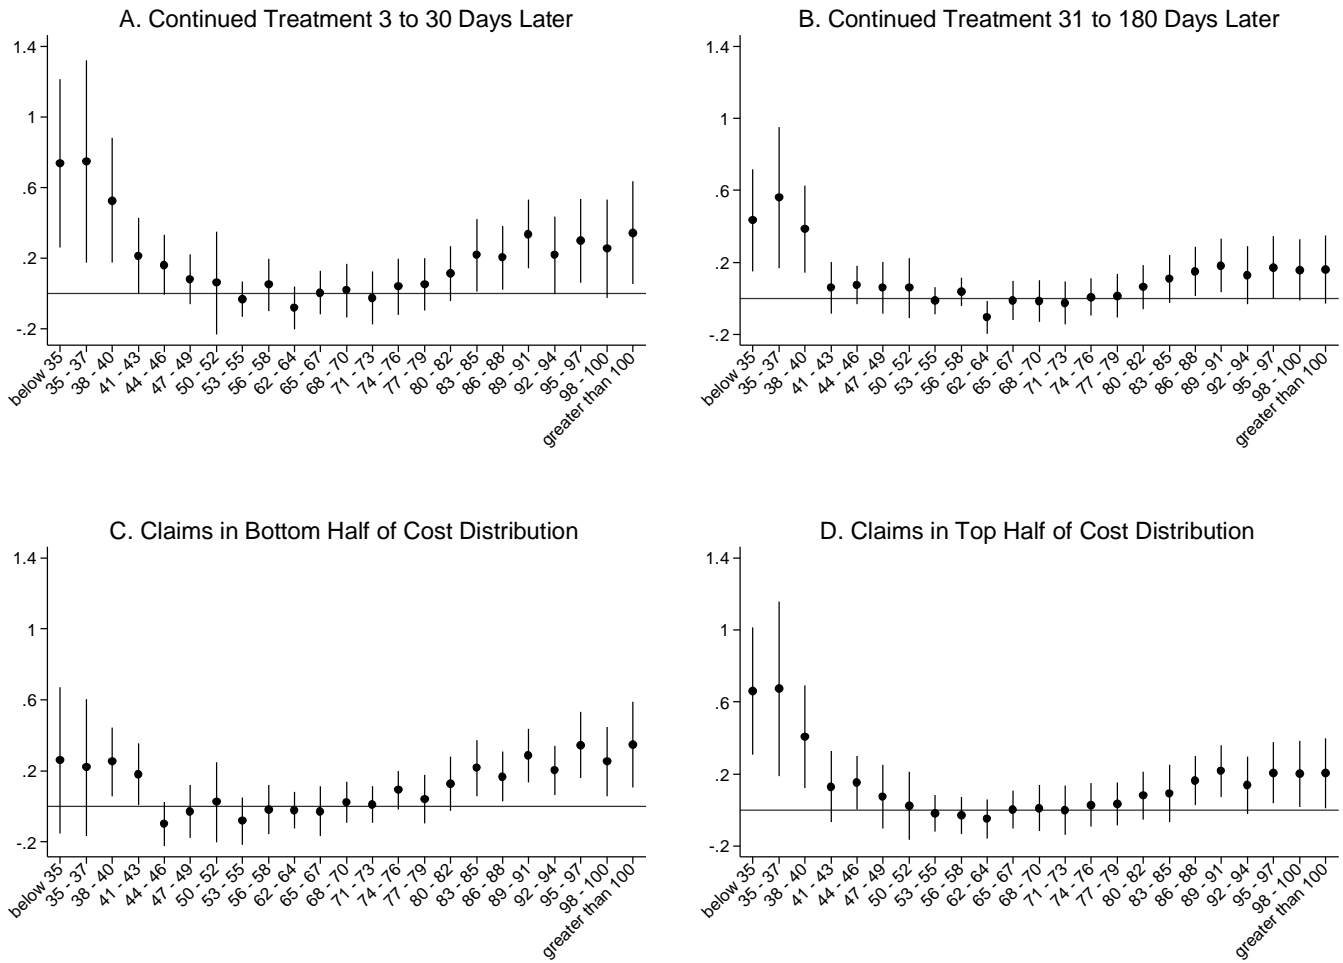 A. Continued Treatment 3 to 30 Days Later
1.4
1
.6
.2
-.2
below 35
35 - 37
38 - 40
41 - 43
44 - 46
47 - 49
50 - 52
53 - 55
56 - 58
62 - 64
65 - 67
68 - 70
71 - 73
74 - 76
77 - 79
80 - 82
83 - 85
86 - 88
89 - 91
92 - 94
95 - 97
98 - 100
greater than 100
B. Continued Treatment 31 to 180 Days Later
1.4
1
.6
.2
-.2
below 35
35 - 37
38 - 40
41 - 43
44 - 46
47 - 49
50 - 52
53 - 55
56 - 58
62 - 64
65 - 67
68 - 70
71 - 73
74 - 76
77 - 79
80 - 82
83 - 85
86 - 88
89 - 91
92 - 94
95 - 97
98 - 100
greater than 100
C. Claims in Bottom Half of Cost Distribution
1.4
1
.6
.2
-.2
below 35
35 - 37
38 - 40
41 - 43
44 - 46
47 - 49
50 - 52
53 - 55
56 - 58
62 - 64
65 - 67
68 - 70
71 - 73
74 - 76
77 - 79
80 - 82
83 - 85
86 - 88
89 - 91
92 - 94
95 - 97
98 - 100
greater than 100
D. Claims in Top Half of Cost Distribution
1.4
1
.6
.2
-.2
below 35
35 - 37
38 - 40
41 - 43
44 - 46
47 - 49
50 - 52
53 - 55
56 - 58
62 - 64
65 - 67
68 - 70
71 - 73
74 - 76
77 - 79
80 - 82
83 - 85
86 - 88
89 - 91
92 - 94
95 - 97
98 - 100
greater than 100